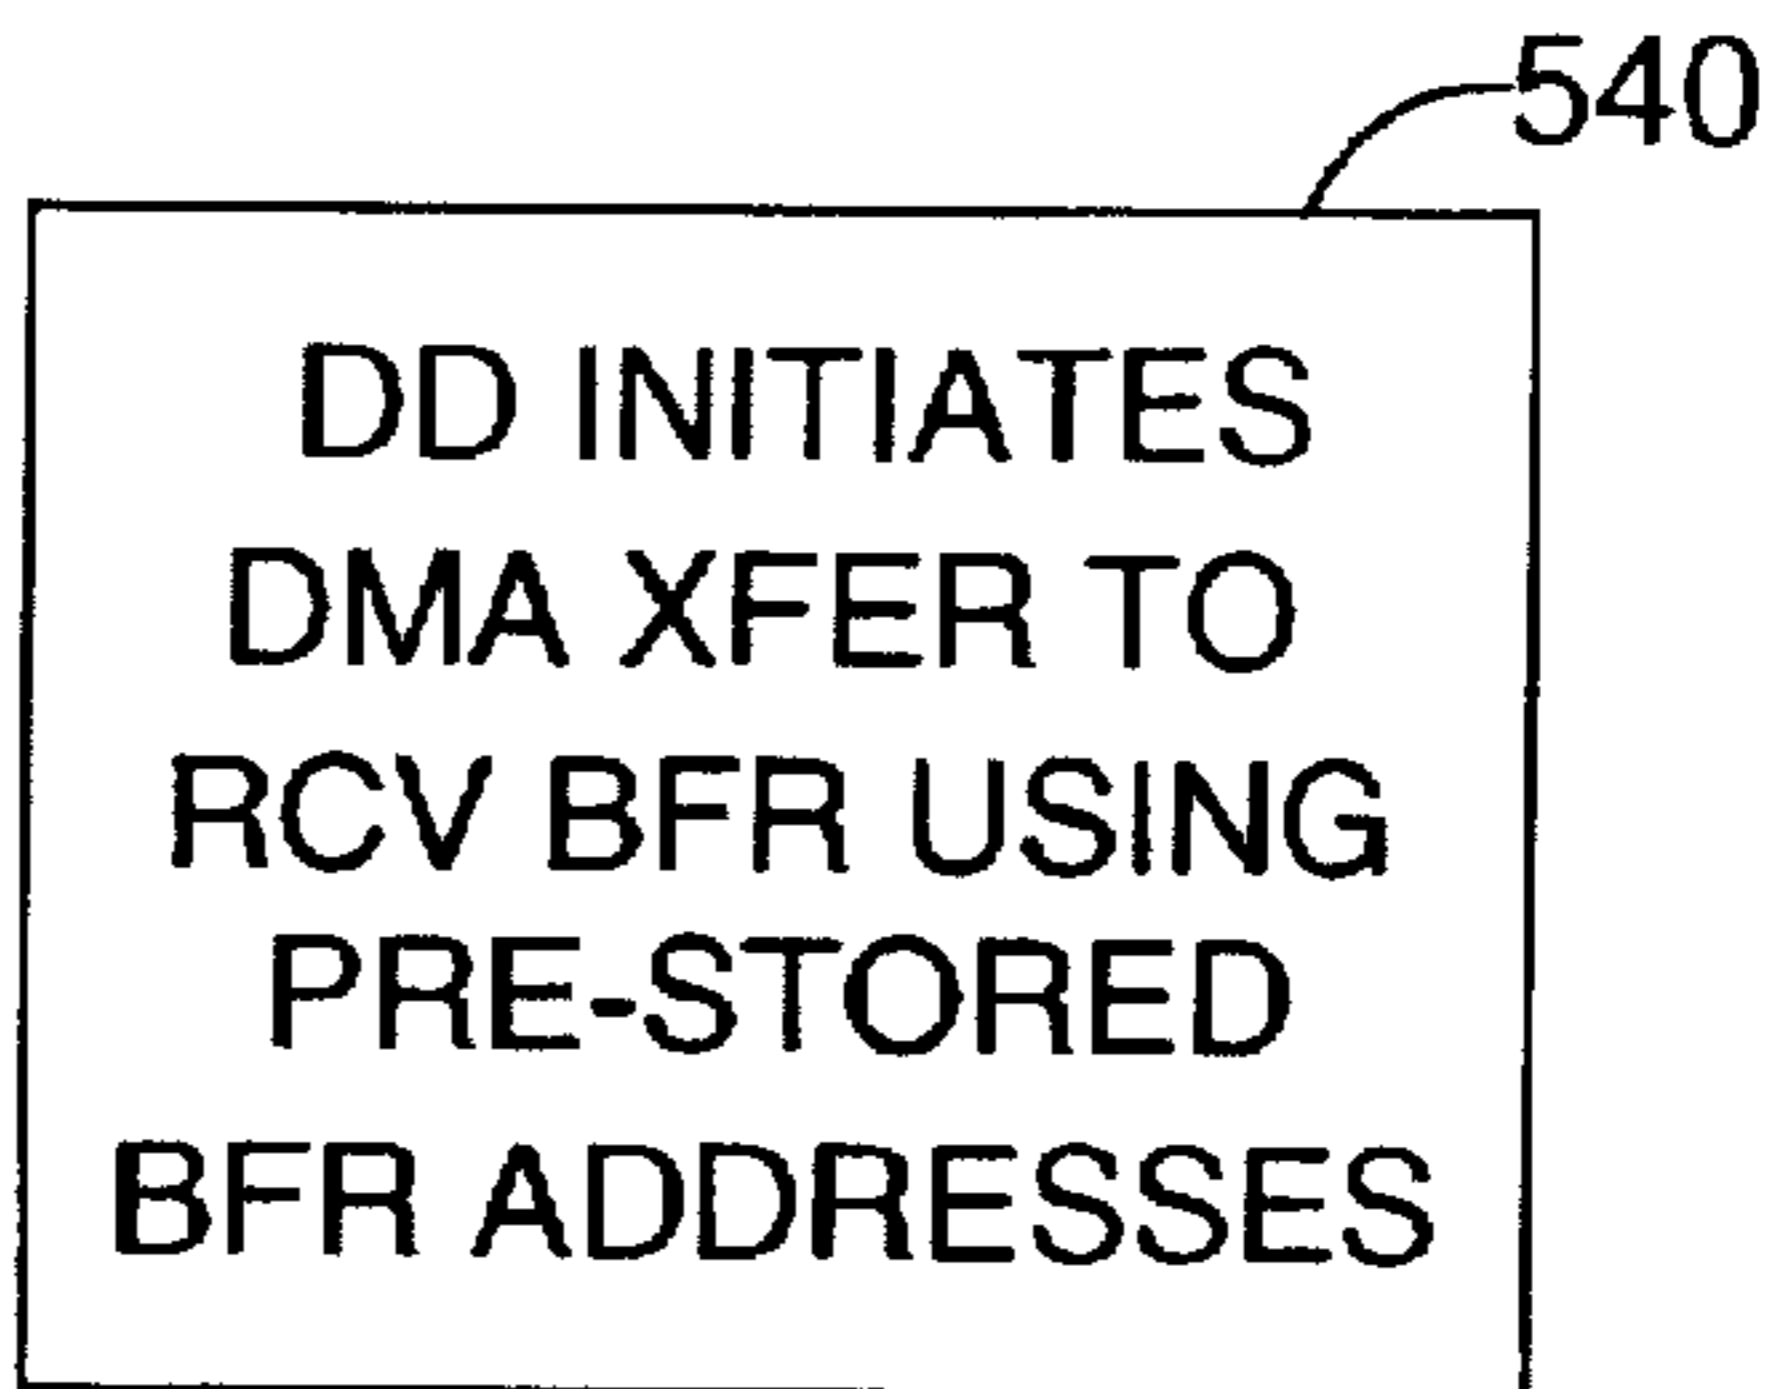 540
DD INITIATES
DMA XFER TO
RCV BFR USING
PRE-STORED
BFR ADDRESSES